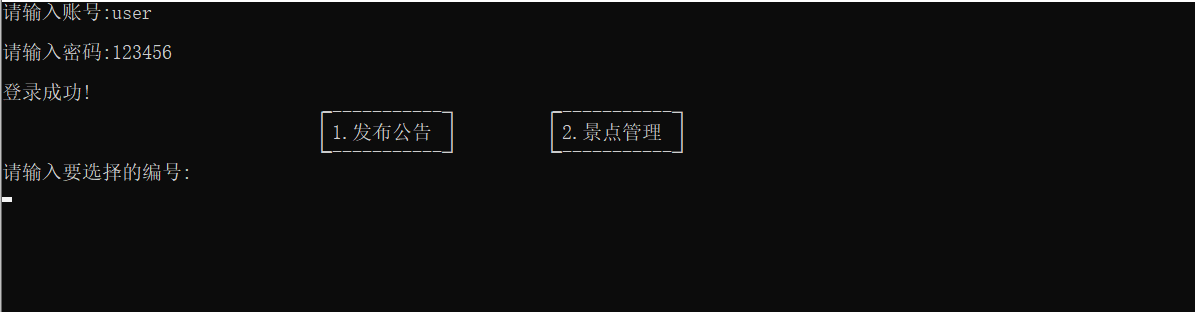 请输入账号:user
请输入密码:123456
登录成功!
1.发布公告 2.景点管理
请输入要选择的编号: